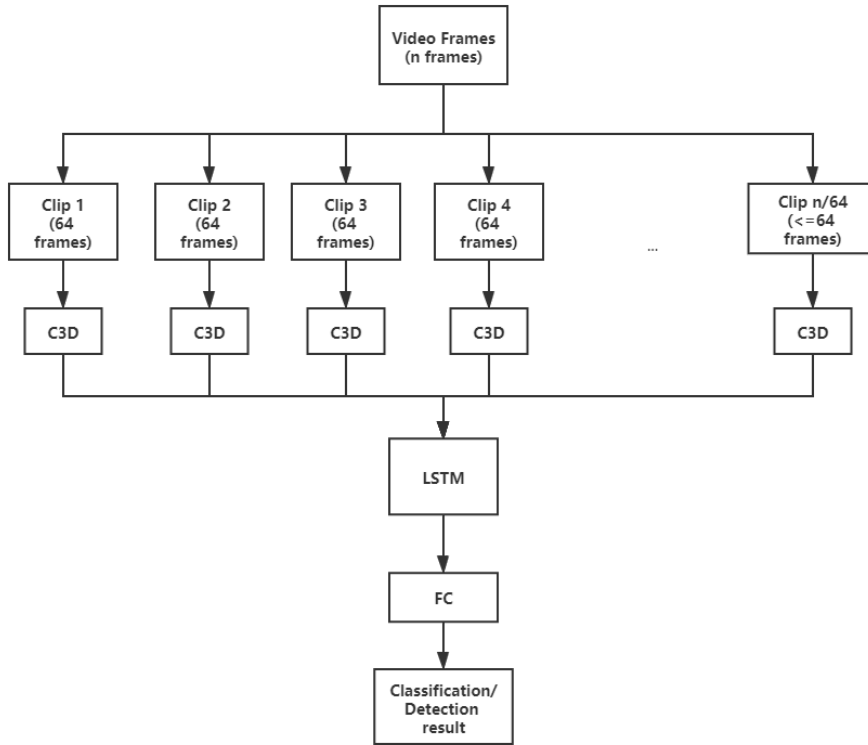 Video Frames
(n frames)
Clip 1
(64
frames)
Clip 2
(64
frames)
Clip 3
(64
frames)
Clip 4
(64
frames)
...
Clip n/64
(<=64
frames)
C3D
C3D
C3D
C3D
C3D
LSTM
FC
Classification/
Detection
result